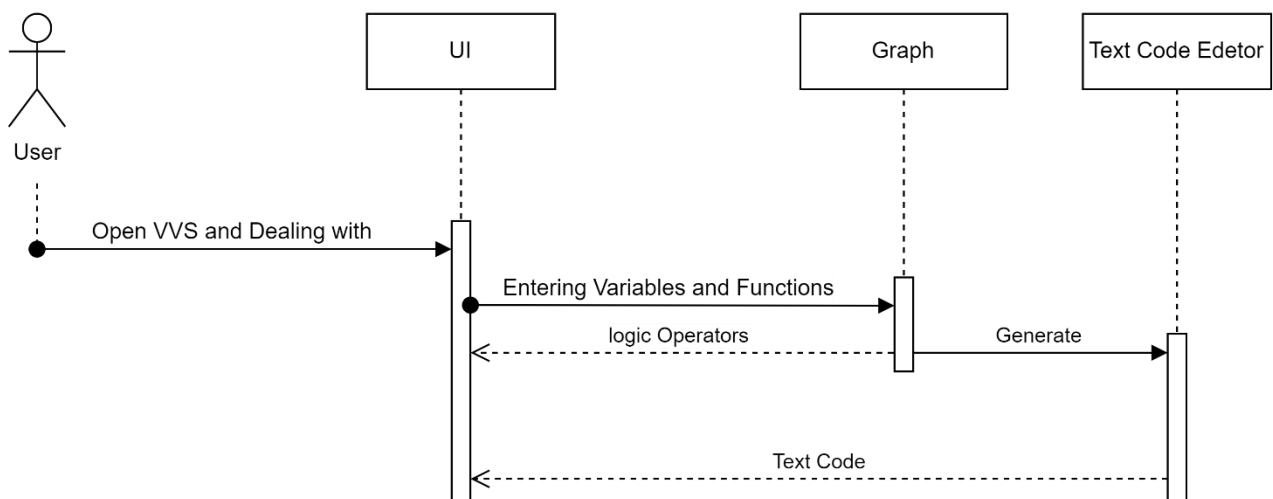 UI
Graph
Text Code Edetor
User
Open VVS and Dealing with
Entering Variables and Functions
logic Operators
Generate
Text Code